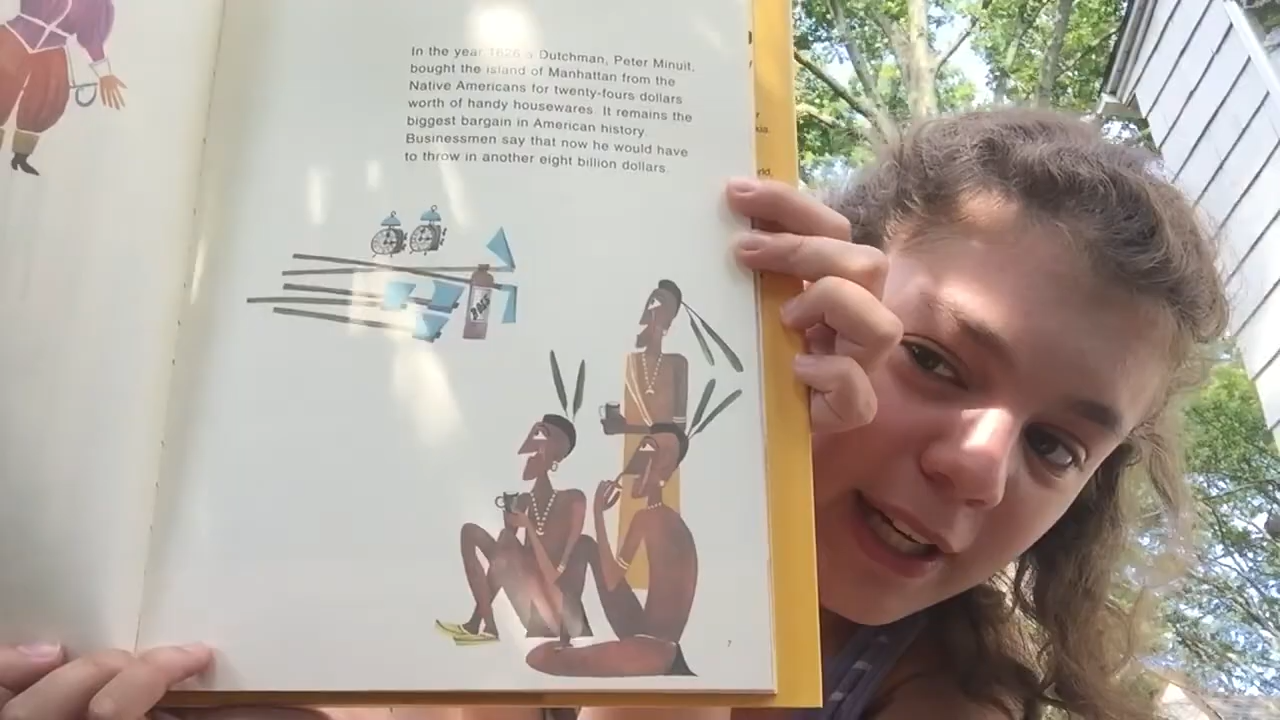 In the year 1626 a Dutchman, Peter Minuit,
bought the island of Manhattan from the
Native Americans for twenty-fours dollars
worth of handy housewares. It remains the
biggest bargain in American history.
Businessmen say that now he would have
to throw in another eight billion dollars.
7